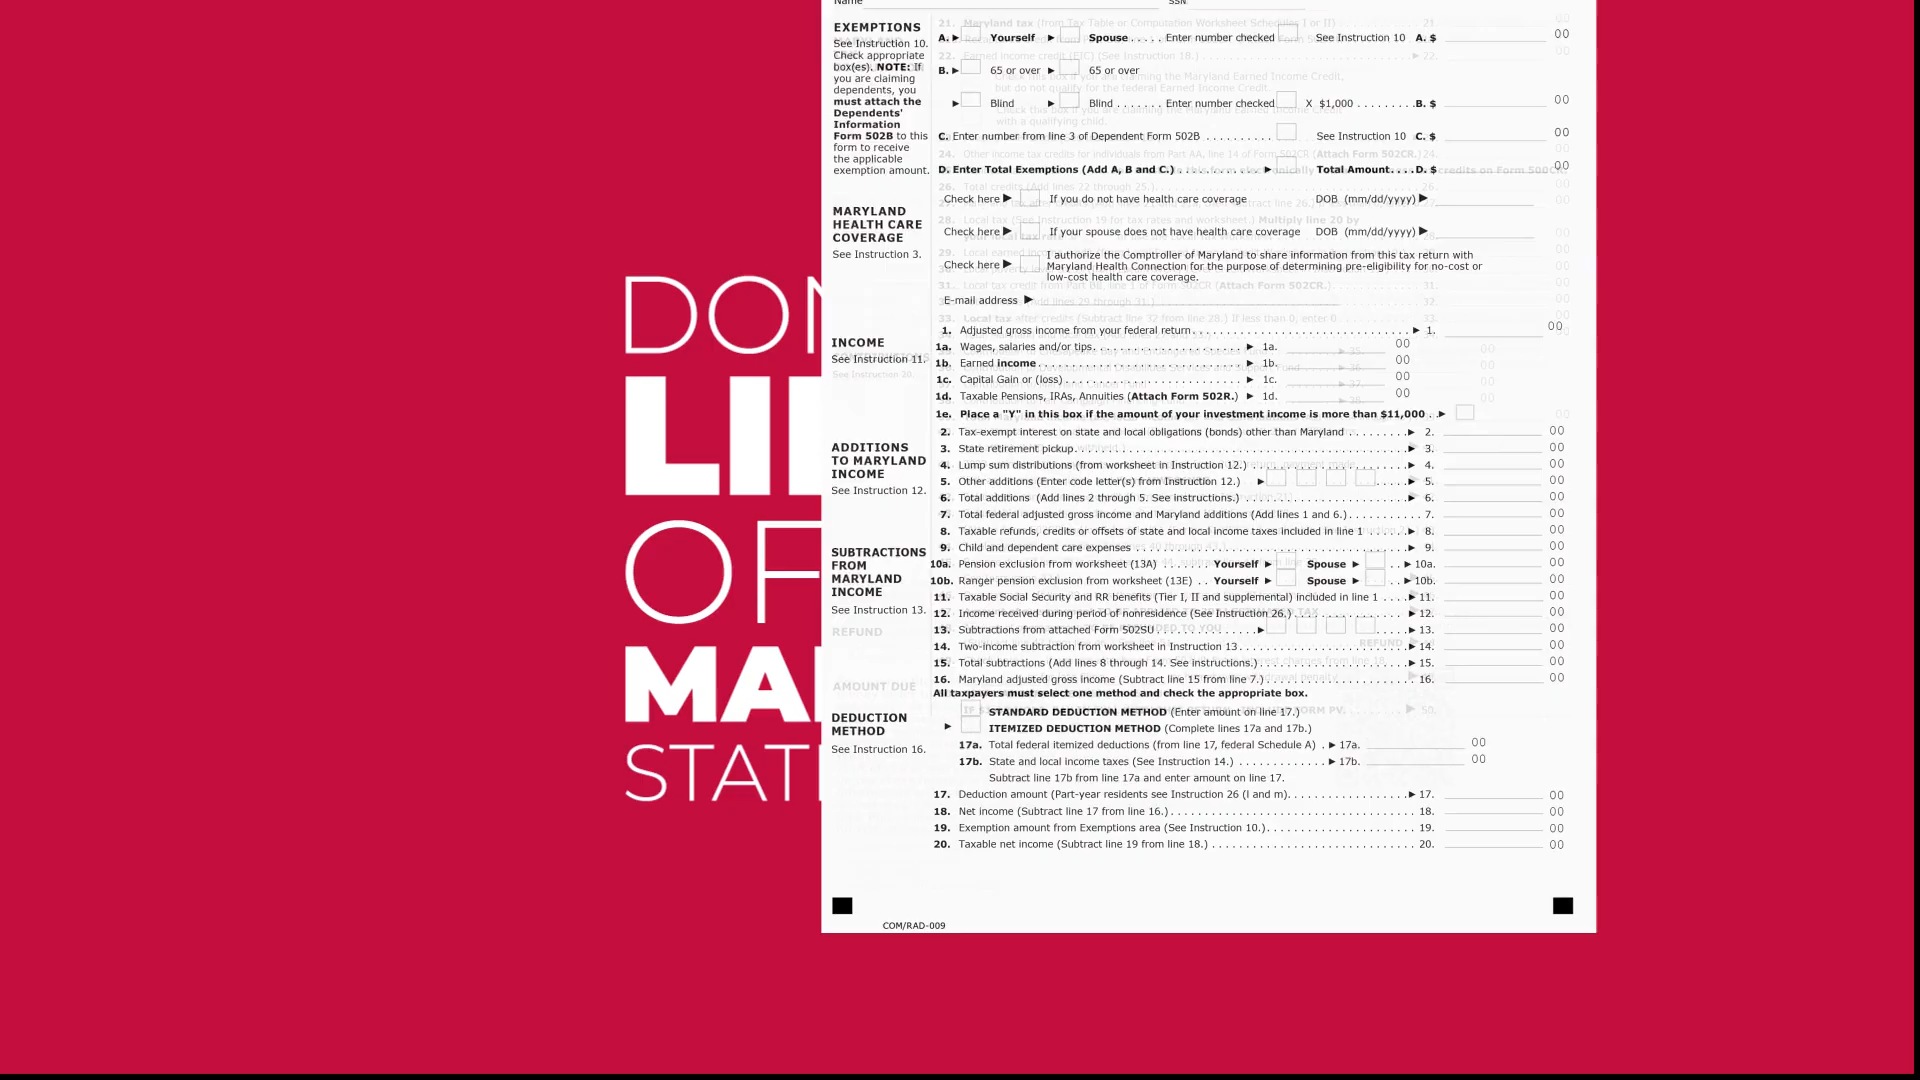 DON
LI
OF
MA
STAT
Name SSN
EXEMPTIONS
See Instruction 10.
Check appropriate
box(es). NOTE: If
you are claiming
dependents, you
must attach the
Dependents'
Information
Form 502B to this
form to receive
the applicable
exemption amount.
A. ▶ Yourself ▶ Spouse . . . . . Enter number checked See Instruction 10 A. $ 00
B. ▶ 65 or over ▶ 65 or over
▶ Blind ▶ Blind . . . . . . . Enter number checked X $1,000 . . . . . . . . . B. $ 00
C. Enter number from line 3 of Dependent Form 502B . . . . . . . . . . See Instruction 10 C. $ 00
D. Enter Total Exemptions (Add A, B and C.) . . . . . . . . . . . ▶ Total Amount. . . . D. $ 00
MARYLAND
HEALTH CARE
COVERAGE
See Instruction 3.
Check here ▶ If you do not have health care coverage DOB (mm/dd/yyyy) ▶
Check here ▶ If your spouse does not have health care coverage DOB (mm/dd/yyyy) ▶
Check here ▶ I authorize the Comptroller of Maryland to share information from this tax return with
Maryland Health Connection for the purpose of determining pre-eligibility for no-cost or
low-cost health care coverage.
E-mail address ▶
INCOME
See Instruction 11.
1. Adjusted gross income from your federal return. . . . . . . . . . ▶ 1. 00
1a. Wages, salaries and/or tips. . . . . . . . . . ▶ 1a. 00
1b. Earned income . . . . . . . . . . ▶ 1b. 00
1c. Capital Gain or (loss) . . . . . . . . . . ▶ 1c. 00
1d. Taxable Pensions, IRAs, Annuities (Attach Form 502R.) ▶ 1d. 00
1e. Place a "Y" in this box if the amount of your investment income is more than $11,000 . . ▶
ADDITIONS
TO MARYLAND
INCOME
See Instruction 12.
2. Tax-exempt interest on state and local obligations (bonds) other than Maryland . . . . . . . . ▶ 2. 00
3. State retirement pickup . . . . . . . . . . ▶ 3. 00
4. Lump sum distributions (from worksheet in Instruction 12.) . . . . . . . . . . ▶ 4. 00
5. Other additions (Enter code letter(s) from Instruction 12.) ▶ . . . . . ▶ 5. 00
6. Total additions (Add lines 2 through 5. See instructions.) . . . . . . . . . . ▶ 6. 00
7. Total federal adjusted gross income and Maryland additions (Add lines 1 and 6.) . . . . . . . . . . 7. 00
SUBTRACTIONS
FROM
MARYLAND
INCOME
See Instruction 13.
8. Taxable refunds, credits or offsets of state and local income taxes included in line 1 . . . . . . ▶ 8. 00
9. Child and dependent care expenses . . . . . . . . . . ▶ 9. 00
10a. Pension exclusion from worksheet (13A) . . . . . . . Yourself ▶ Spouse ▶ . . ▶ 10a. 00
10b. Ranger pension exclusion from worksheet (13E) . . Yourself ▶ Spouse ▶ . . ▶ 10b. 00
11. Taxable Social Security and RR benefits (Tier I, II and supplemental) included in line 1 . . . . ▶ 11. 00
12. Income received during period of nonresidence (See Instruction 26.) . . . . . . . . . . ▶ 12. 00
13. Subtractions from attached Form 502SU . . . . . . . . . . ▶ . . . . . ▶ 13. 00
14. Two-income subtraction from worksheet in Instruction 13 . . . . . . . . . . ▶ 14. 00
15. Total subtractions (Add lines 8 through 14. See instructions.) . . . . . . . . . . ▶ 15. 00
16. Maryland adjusted gross income (Subtract line 15 from line 7.) . . . . . . . . . . 16. 00
REFUND
AMOUNT DUE
All taxpayers must select one method and check the appropriate box.
DEDUCTION
METHOD
See Instruction 16.
▶ STANDARD DEDUCTION METHOD (Enter amount on line 17.)
ITEMIZED DEDUCTION METHOD (Complete lines 17a and 17b.)
17a. Total federal itemized deductions (from line 17, federal Schedule A) . ▶ 17a. 00
17b. State and local income taxes (See Instruction 14.) . . . . . . . . . . ▶ 17b. 00
Subtract line 17b from line 17a and enter amount on line 17.
17. Deduction amount (Part-year residents see Instruction 26 (l and m). . . . . . . . . . ▶ 17. 00
18. Net income (Subtract line 17 from line 16.) . . . . . . . . . . 18. 00
19. Exemption amount from Exemptions area (See Instruction 10.) . . . . . . . . . . 19. 00
20. Taxable net income (Subtract line 19 from line 18.) . . . . . . . . . . 20. 00
COM/RAD-009